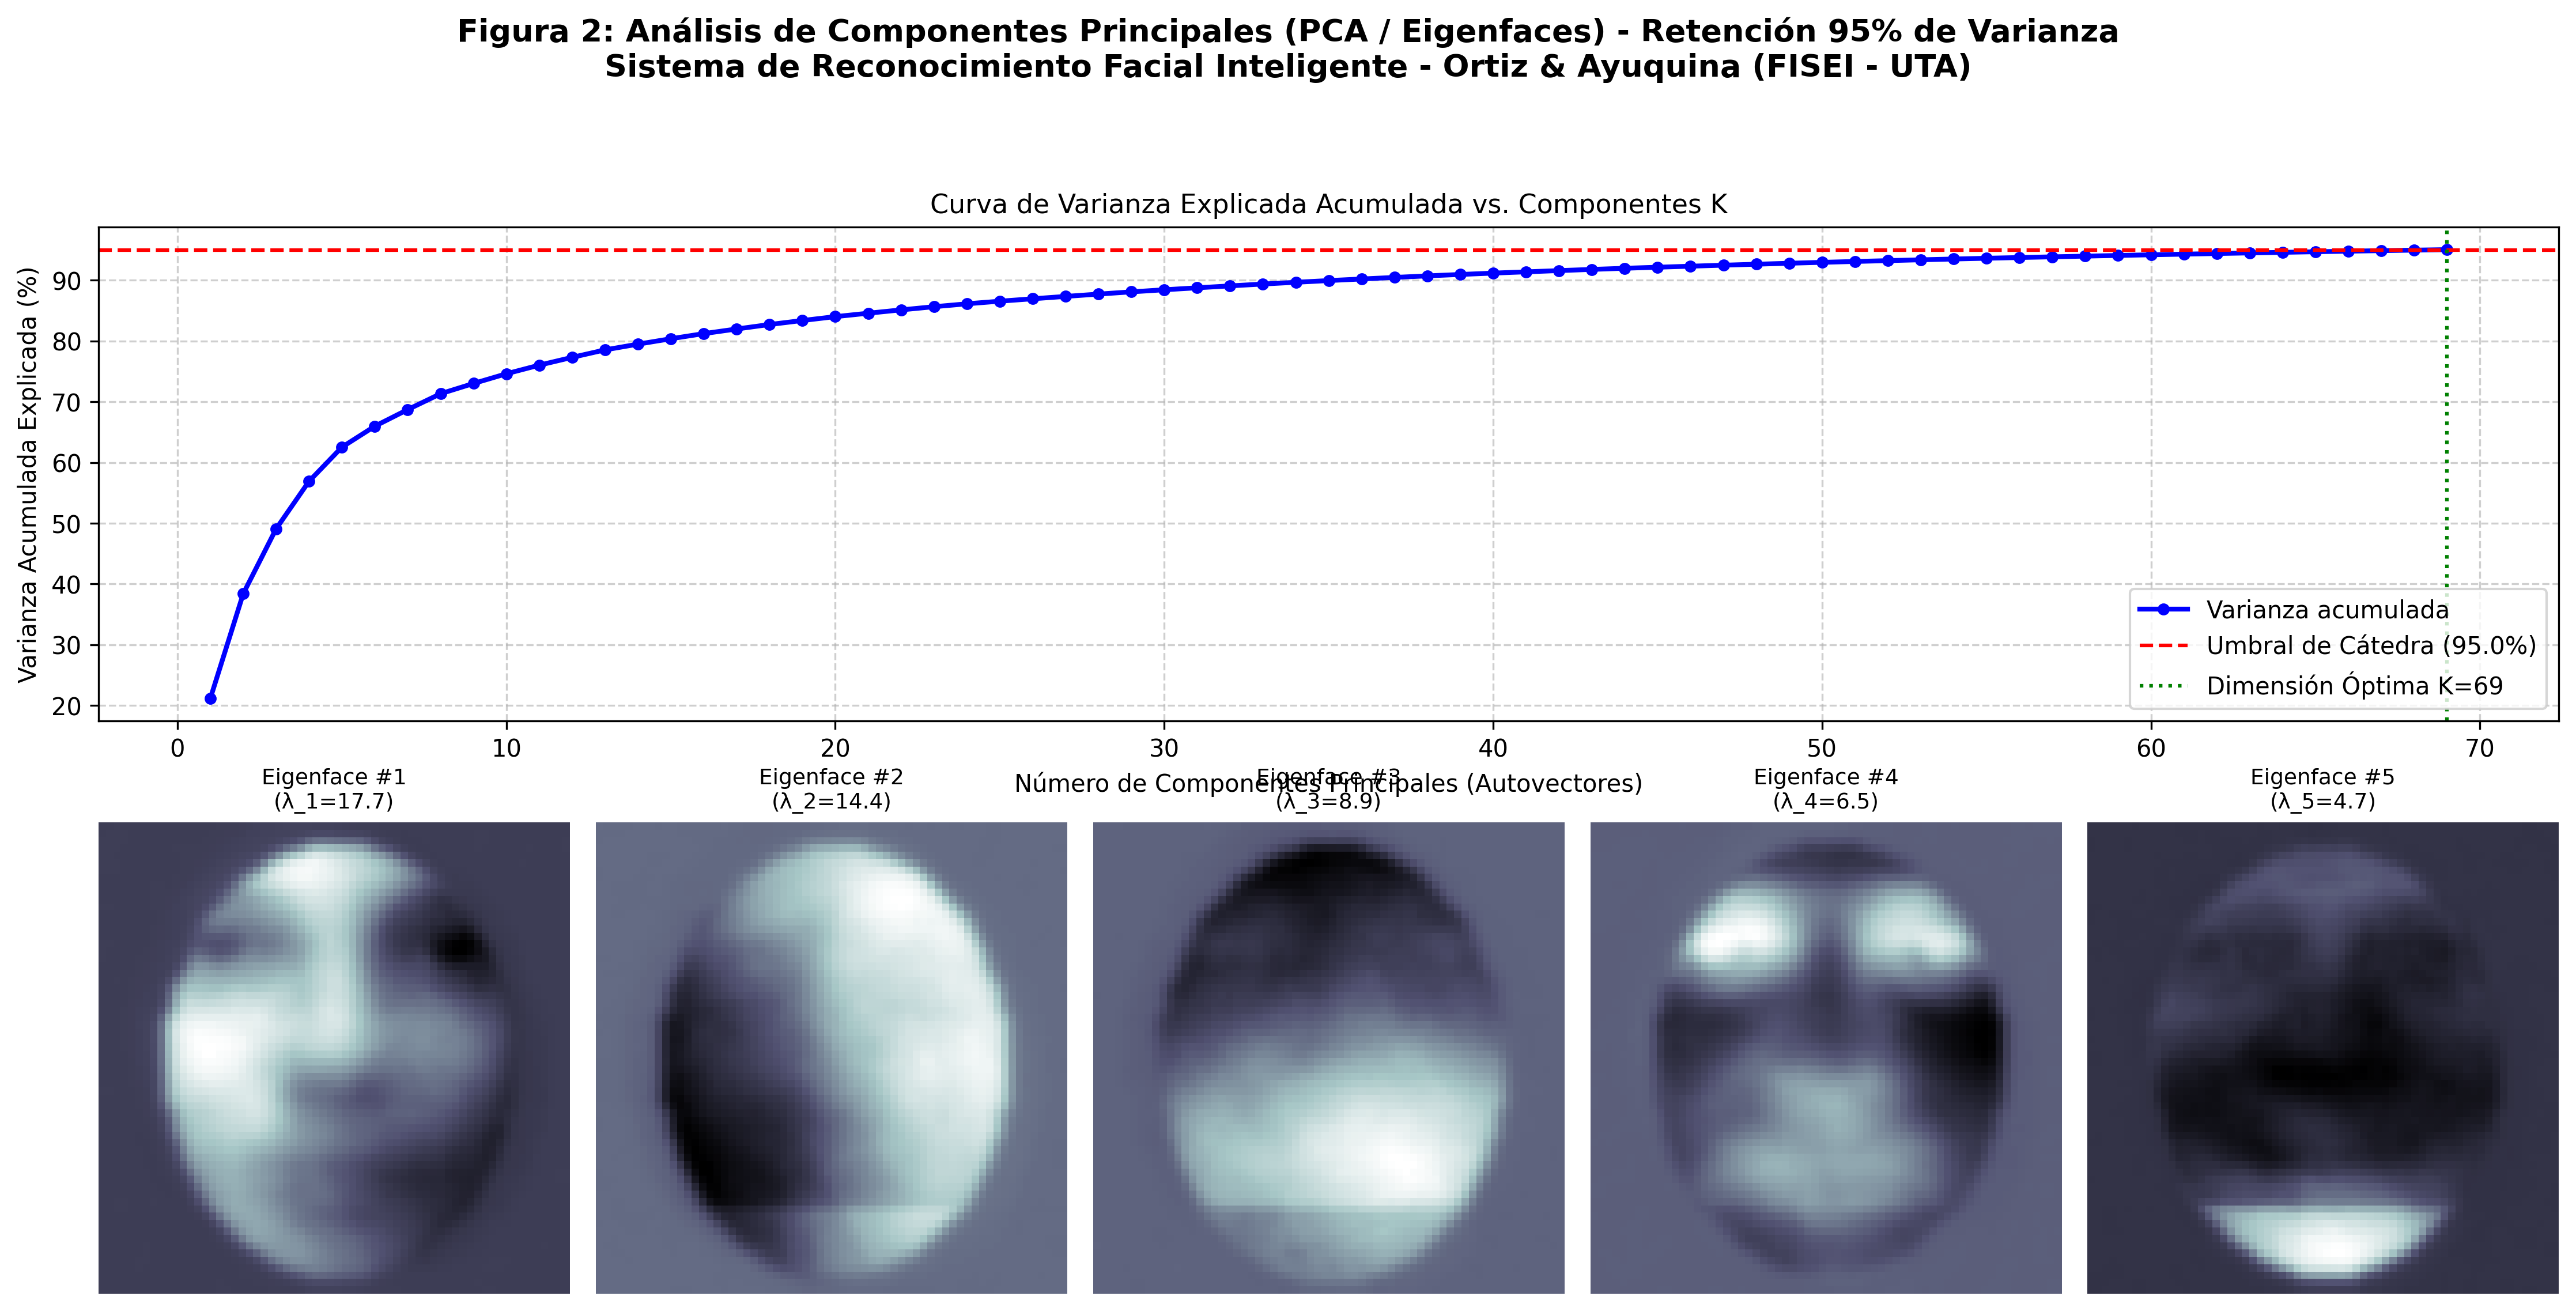 Figura 2: Análisis de Componentes Principales (PCA / Eigenfaces) - Retención 95% de Varianza
Sistema de Reconocimiento Facial Inteligente - Ortiz & Ayuquina (FISEI - UTA)
Curva de Varianza Explicada Acumulada vs. Componentes K
Varianza Acumulada Explicada (%)
90
80
70
60
50
40
30
20
Varianza acumulada
Umbral de Cátedra (95.0%)
Dimensión Óptima K=69
0 10 20 30 40 50 60 70
Número de Componentes Principales (Autovectores)
Eigenface #1
(λ_1=17.7)
Eigenface #2
(λ_2=14.4)
Eigenface #3
(λ_3=8.9)
Eigenface #4
(λ_4=6.5)
Eigenface #5
(λ_5=4.7)